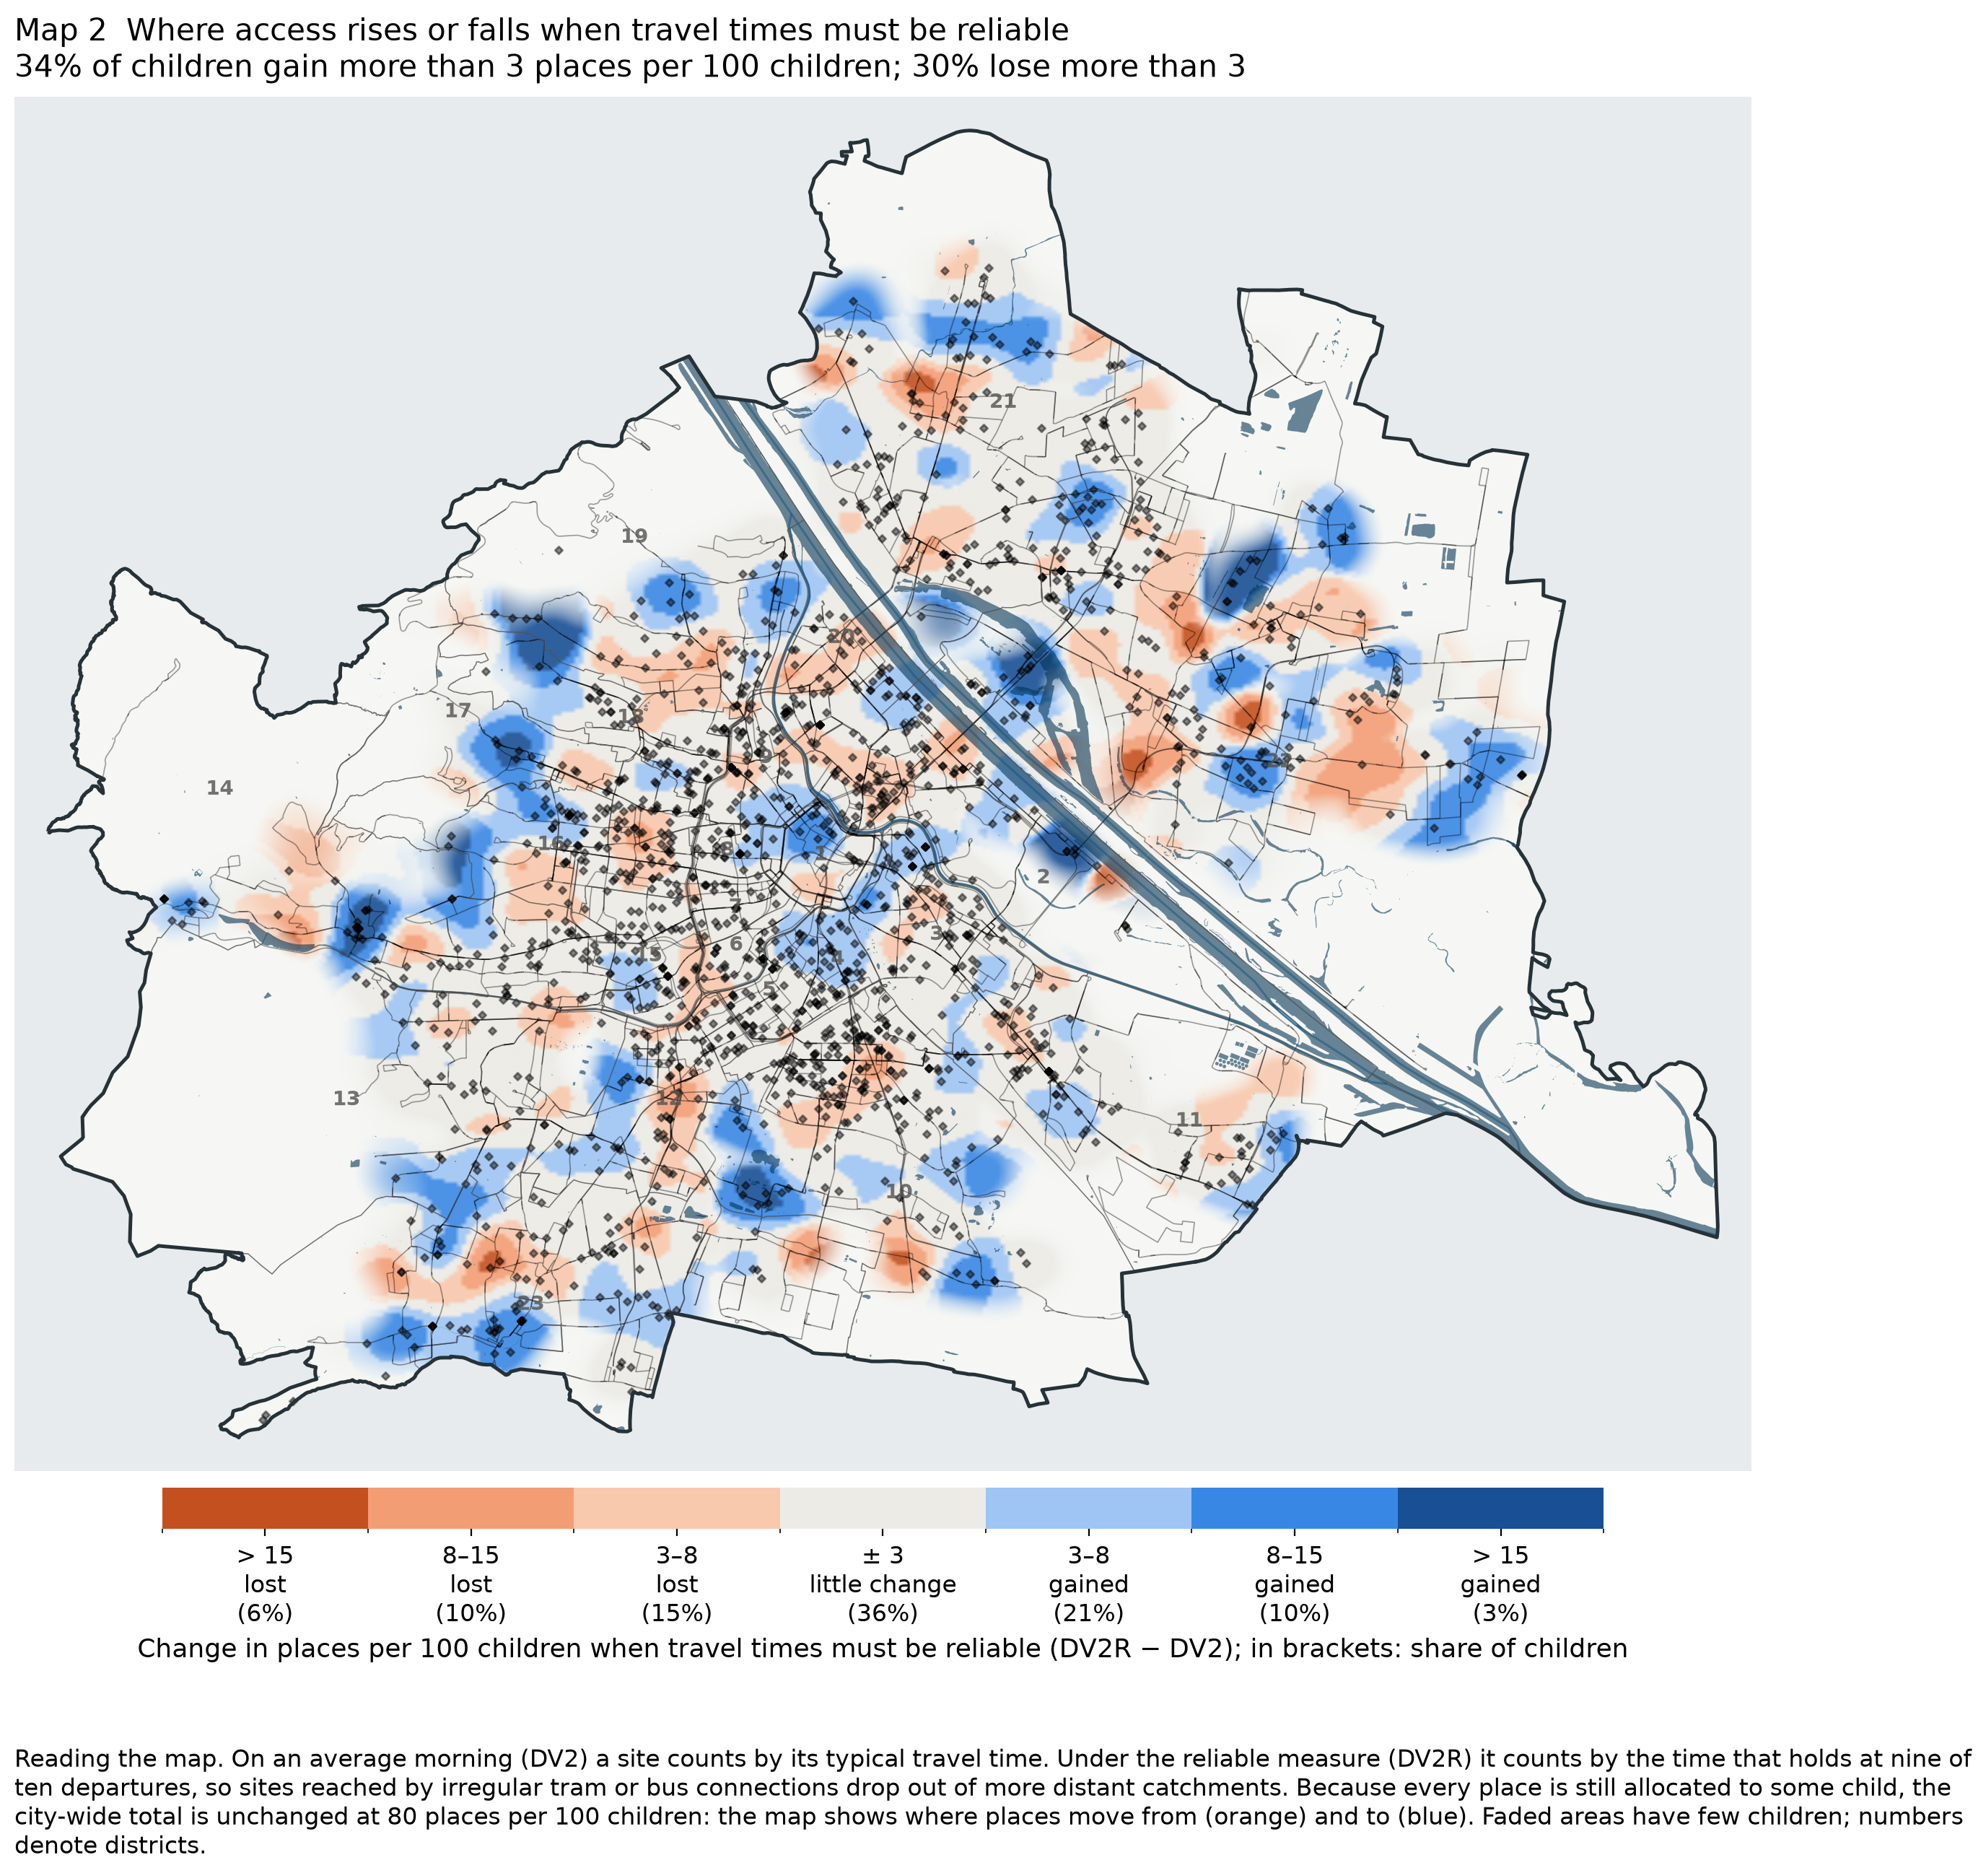 Map 2  Where access rises or falls when travel times must be reliable
34% of children gain more than 3 places per 100 children; 30% lose more than 3
21
19
20
17
18
9
22
14
16
8
1
2
7
6
3
15
4
5
13
12
11
10
23
> 15
lost
(6%)
8–15
lost
(10%)
3–8
lost
(15%)
± 3
little change
(36%)
3–8
gained
(21%)
8–15
gained
(10%)
> 15
gained
(3%)
Change in places per 100 children when travel times must be reliable (DV2R − DV2); in brackets: share of children
Reading the map. On an average morning (DV2) a site counts by its typical travel time. Under the reliable measure (DV2R) it counts by the time that holds at nine of
ten departures, so sites reached by irregular tram or bus connections drop out of more distant catchments. Because every place is still allocated to some child, the
city-wide total is unchanged at 80 places per 100 children: the map shows where places move from (orange) and to (blue). Faded areas have few children; numbers
denote districts.